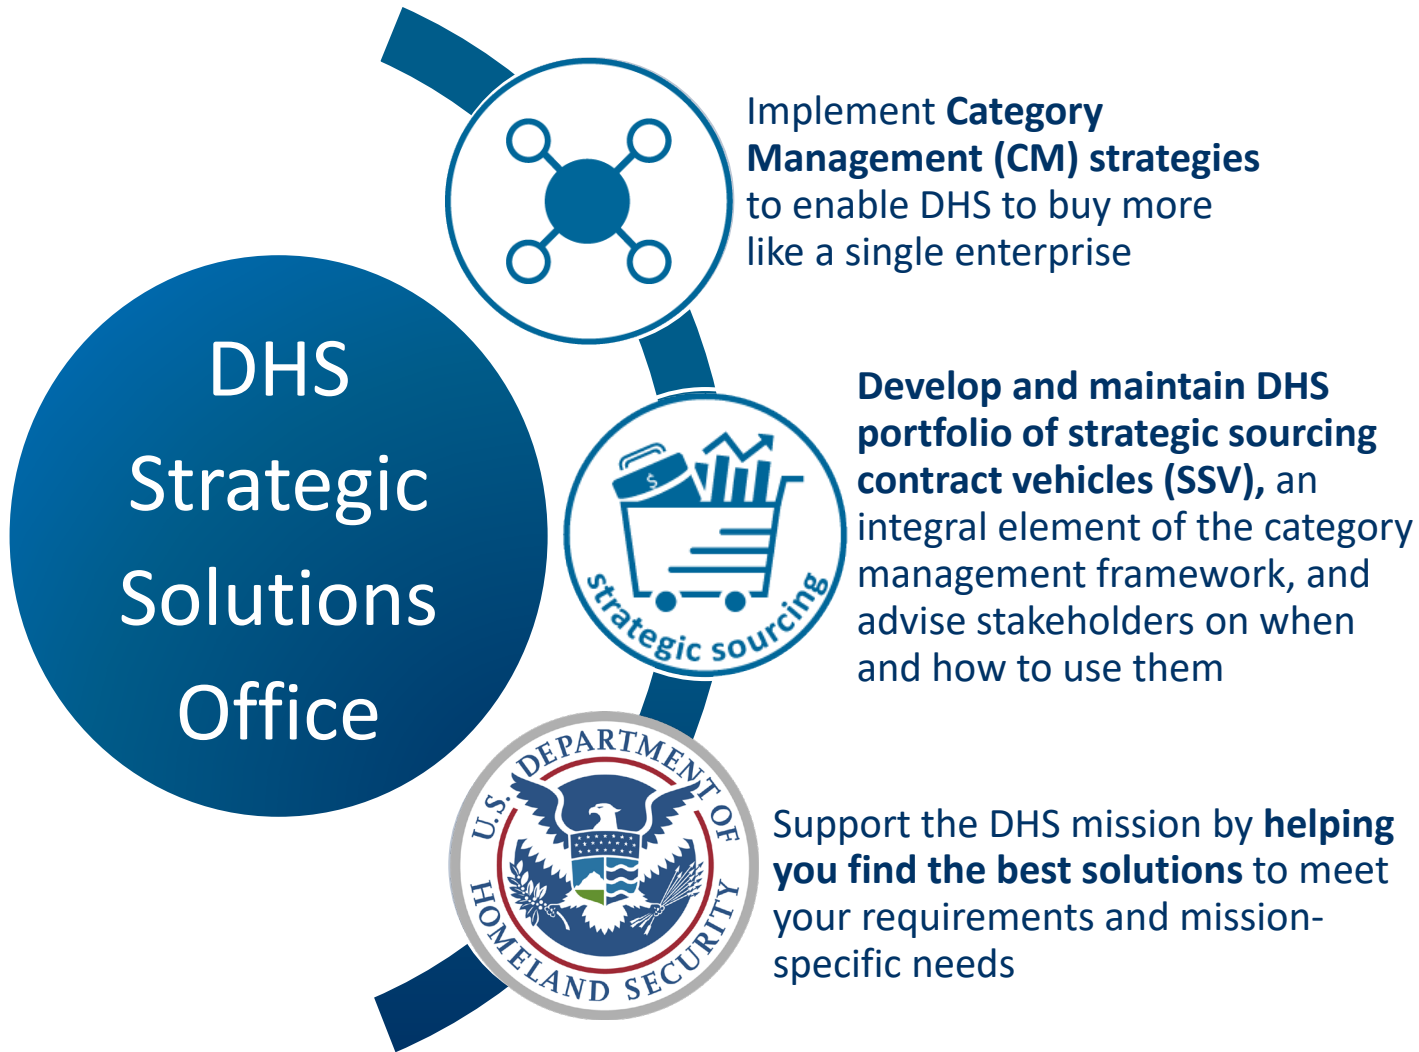 DHS
Strategic
Solutions
Office
Implement Category
Management (CM) strategies
to enable DHS to buy more
like a single enterprise
$
strategic sourcing
Develop and maintain DHS
portfolio of strategic sourcing
contract vehicles (SSV), an
integral element of the category
management framework, and
advise stakeholders on when
and how to use them
U.S. DEPARTMENT OF
HOMELAND SECURITY
Support the DHS mission by helping
you find the best solutions to meet
your requirements and mission-
specific needs